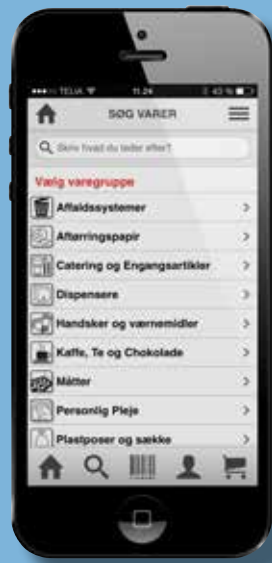 TELIA 11.24 43 %
SØG VARER
Skriv hvad du leder efter?
Vælg varegruppe
Affaldssystemer
Aftørringspapir
Catering og Engangsartikler
Dispensere
Handsker og værnemidler
Kaffe, Te og Chokolade
Måtter
Personlig Pleje
Plastposer og sække